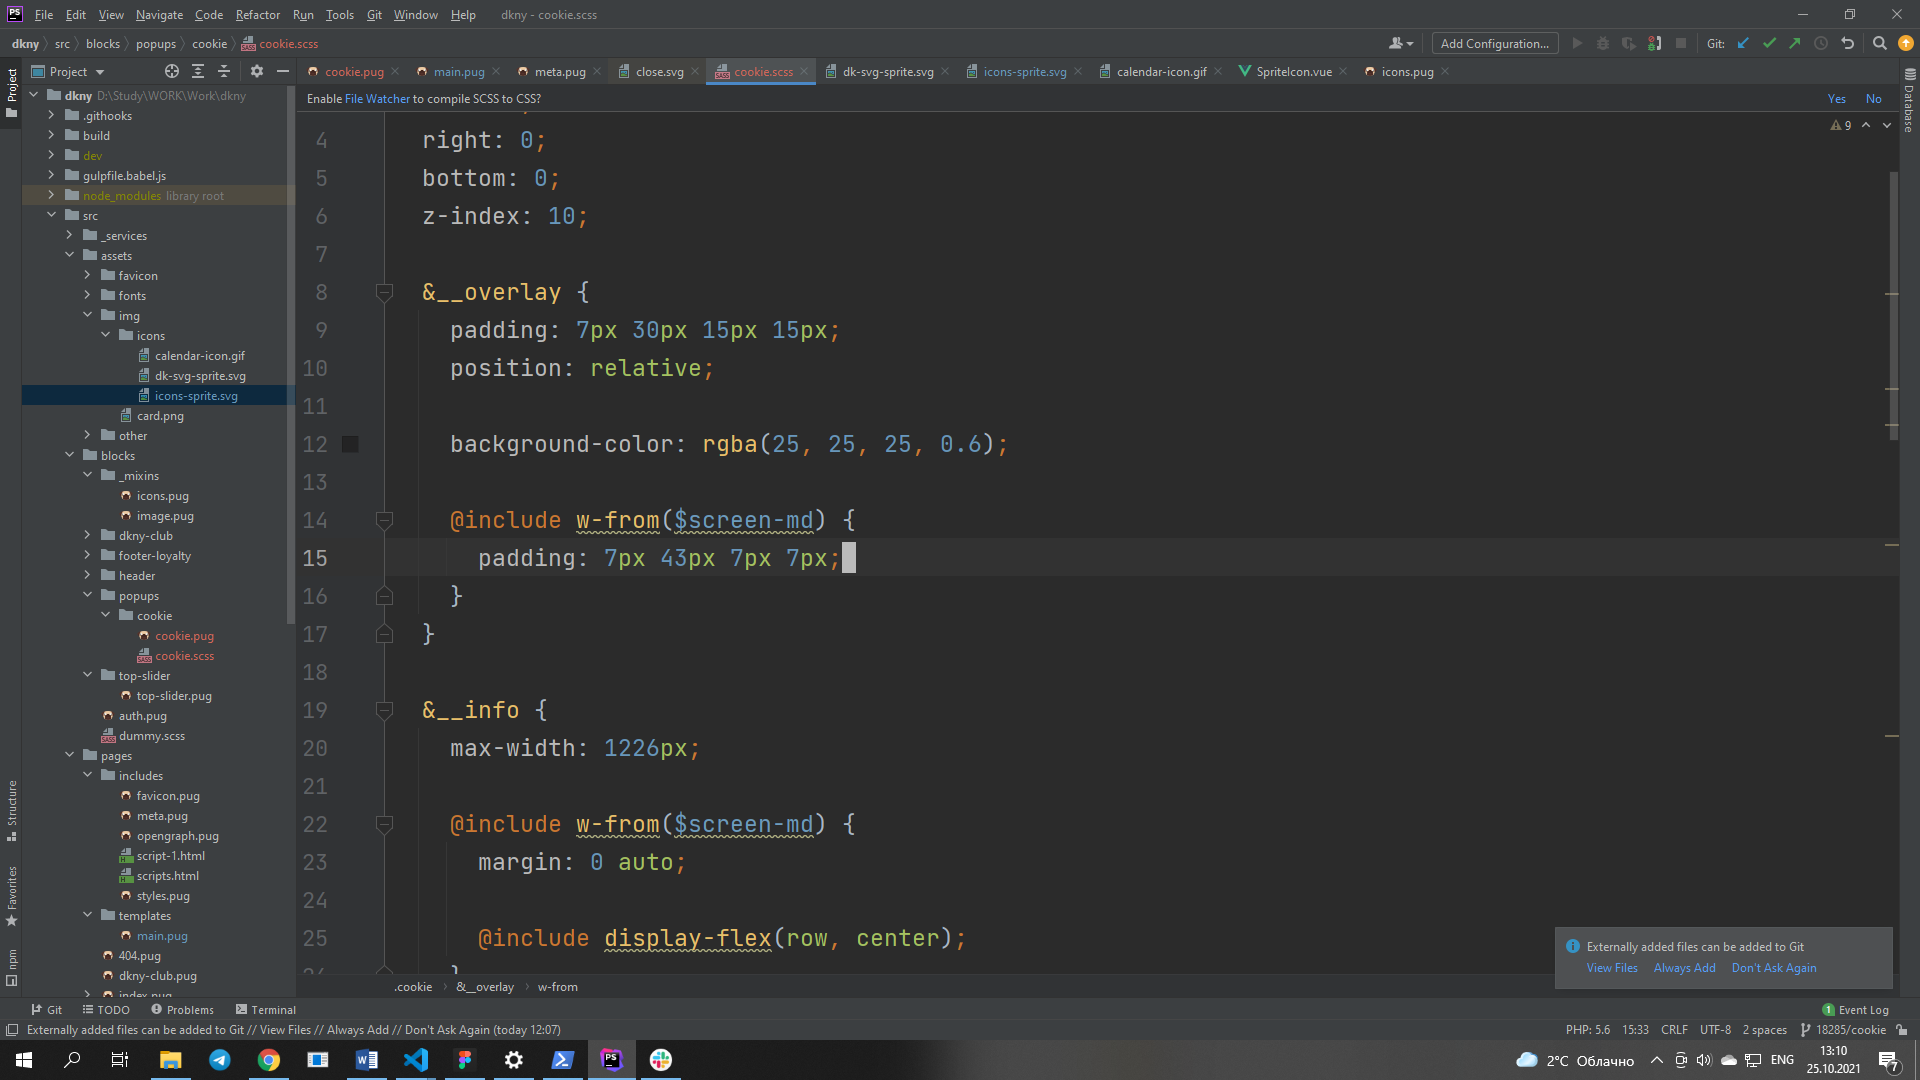 PS File Edit View Navigate Code Refactor Run Tools Git Window Help dkny - cookie.scss
dkny src blocks popups cookie cookie.scss Add Configuration... Git:
Project cookie.pug main.pug meta.pug close.svg cookie.scss dk-svg-sprite.svg icons-sprite.svg calendar-icon.gif SpriteIcon.vue icons.pug
Enable File Watcher to compile SCSS to CSS? Yes No
9
Project
Database
Structure
Favorites
npm
dkny D:\Study\WORK\Work\dkny
.githooks
build
dev
gulpfile.babel.js
node_modules library root
src
_services
assets
favicon
fonts
img
icons
calendar-icon.gif
dk-svg-sprite.svg
icons-sprite.svg
card.png
other
blocks
_mixins
icons.pug
image.pug
dkny-club
footer-loyalty
header
popups
cookie
cookie.pug
cookie.scss
top-slider
top-slider.pug
auth.pug
dummy.scss
pages
includes
favicon.pug
meta.pug
opengraph.pug
script-1.html
scripts.html
styles.pug
templates
main.pug
404.pug
dkny-club.pug
index.pug
4 right: 0;
5 bottom: 0;
6 z-index: 10;
7
8 &__overlay {
9 padding: 7px 30px 15px 15px;
10 position: relative;
11
12 background-color: rgba(25, 25, 25, 0.6);
13
14 @include w-from($screen-md) {
15 padding: 7px 43px 7px 7px;
16 }
17 }
18
19 &__info {
20 max-width: 1226px;
21
22 @include w-from($screen-md) {
23 margin: 0 auto;
24
25 @include display-flex(row, center);
26 }
.cookie &__overlay w-from
Externally added files can be added to Git
View Files Always Add Don't Ask Again
Git TODO Problems Terminal 1 Event Log
Externally added files can be added to Git // View Files // Always Add // Don't Ask Again (today 12:07) PHP: 5.6 15:33 CRLF UTF-8 2 spaces 18285/cookie
2°C Облачно ENG 13:10
25.10.2021
7